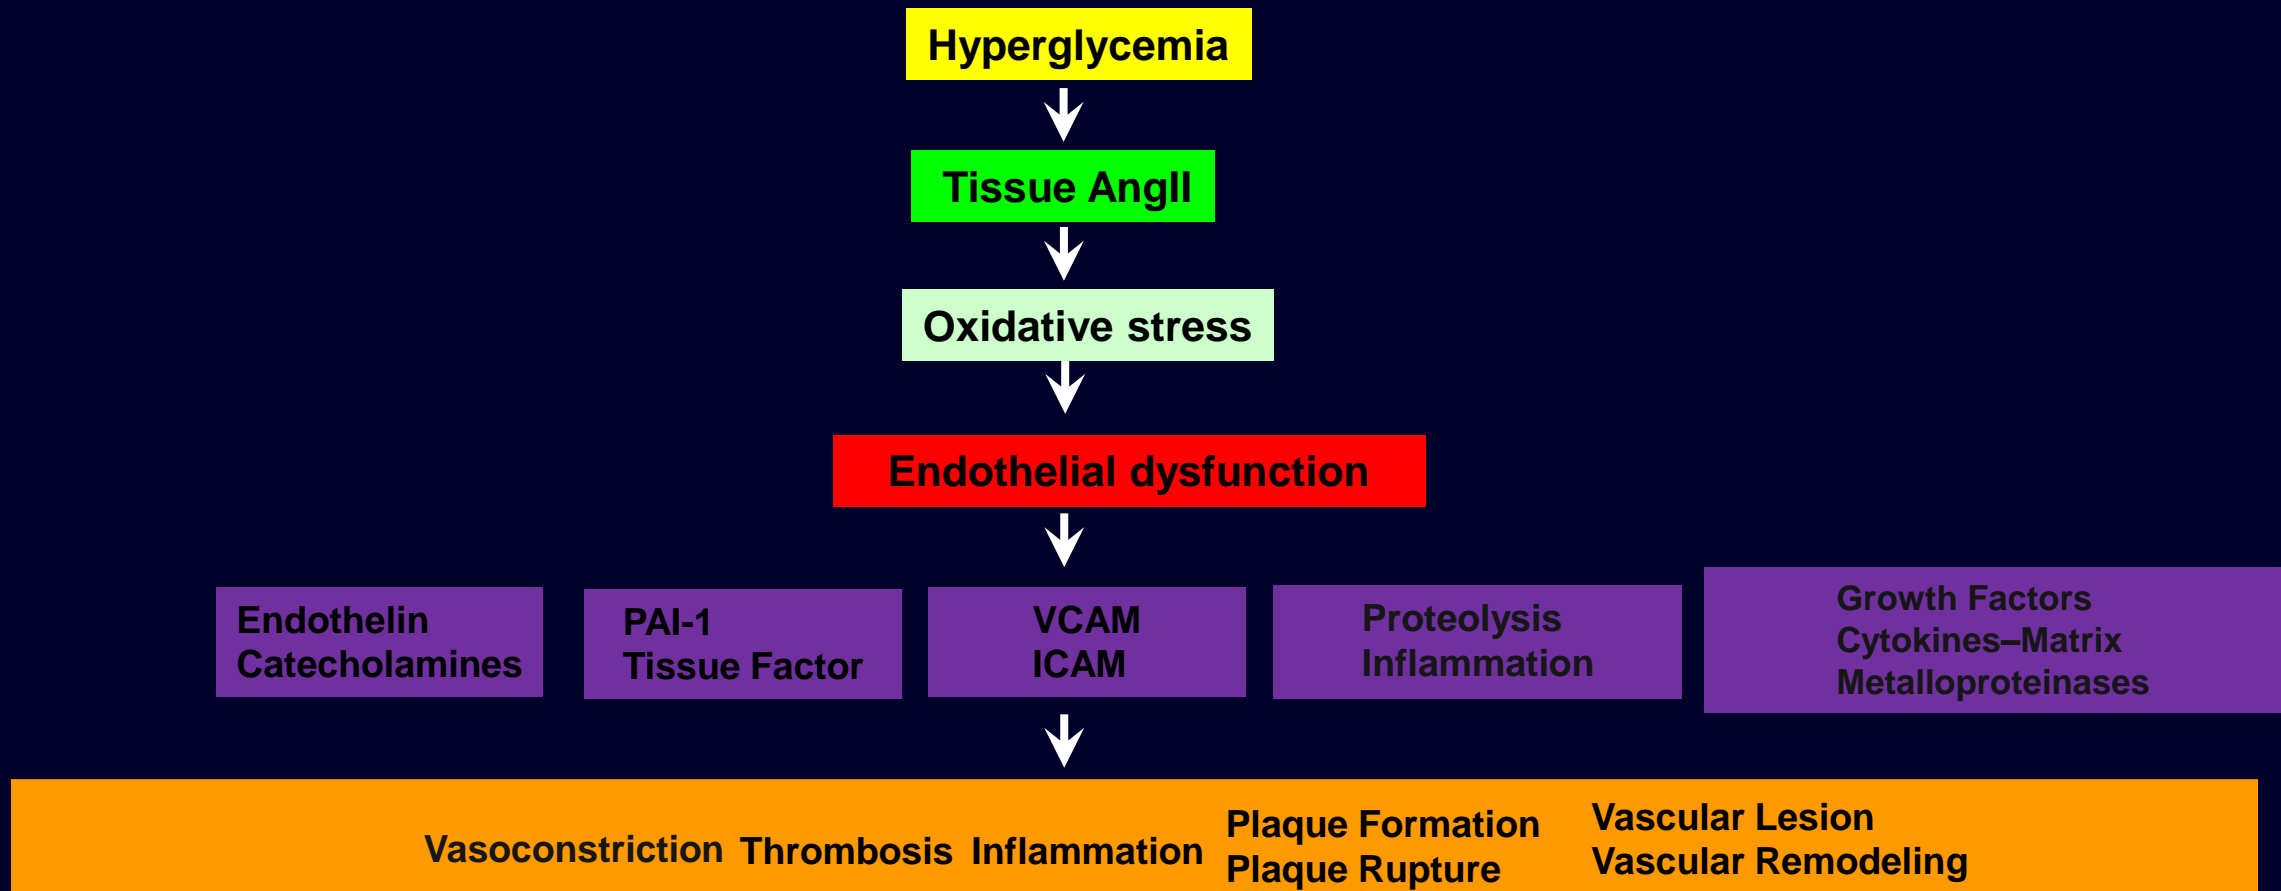 Hyperglycemia
Tissue AngII
Oxidative stress
Endothelial dysfunction
Endothelin
Catecholamines
PAI-1
Tissue Factor
VCAM
ICAM
Proteolysis
Inflammation
Growth Factors
Cytokines–Matrix
Metalloproteinases
Vasoconstriction
Thrombosis
Inflammation
Plaque Formation
Plaque Rupture
Vascular Lesion
Vascular Remodeling